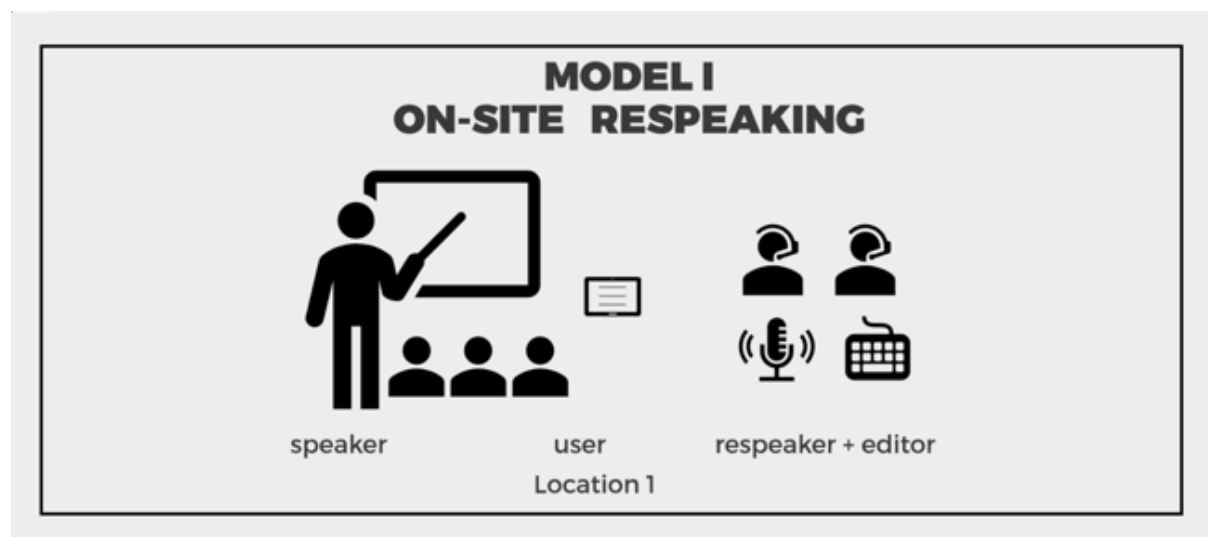 MODEL I
ON-SITE RESPEAKING
speaker user respeaker + editor
Location 1